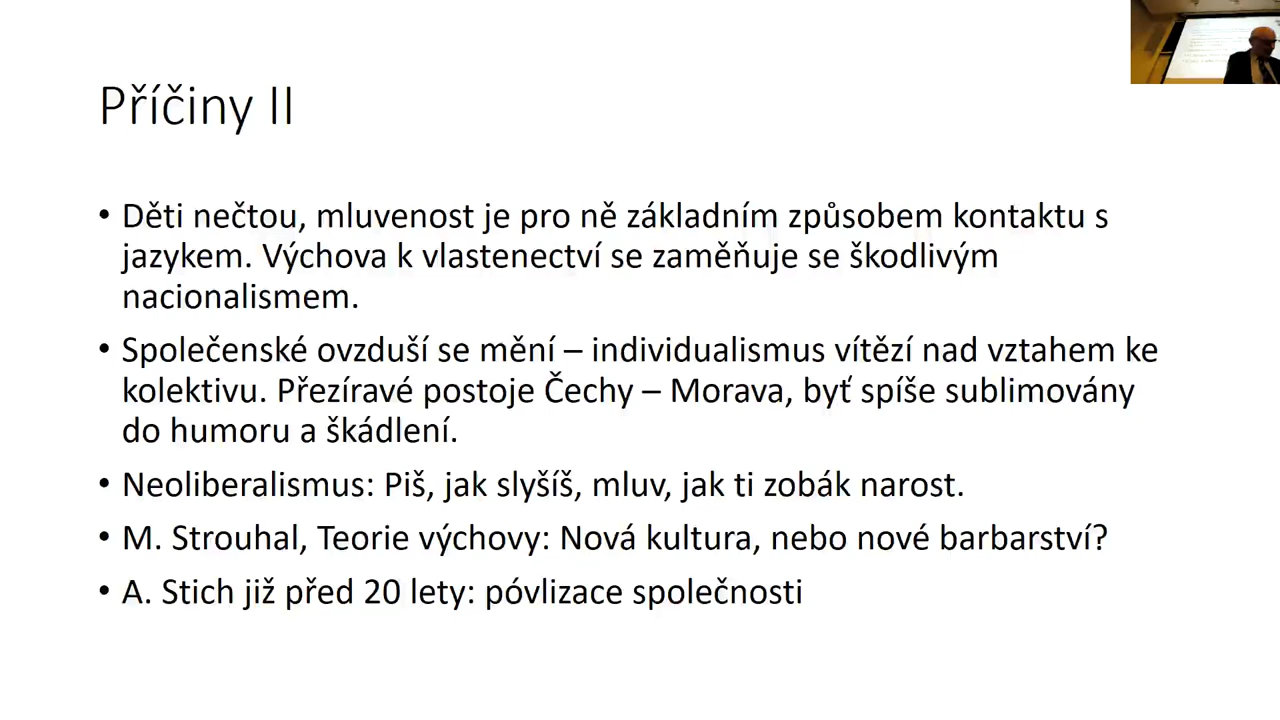 Příčiny II
• Děti nečtou, mluvenost je pro ně základním způsobem kontaktu s
jazykem. Výchova k vlastenectví se zaměňuje se škodlivým
nacionalismem.
• Společenské ovzduší se mění – individualismus vítězí nad vztahem ke
kolektivu. Přezíravé postoje Čechy – Morava, byť spíše sublimovány
do humoru a škádlení.
• Neoliberalismus: Piš, jak slyšíš, mluv, jak ti zobák narost.
• M. Strouhal, Teorie výchovy: Nová kultura, nebo nové barbarství?
• A. Stich již před 20 lety: póvlizace společnosti